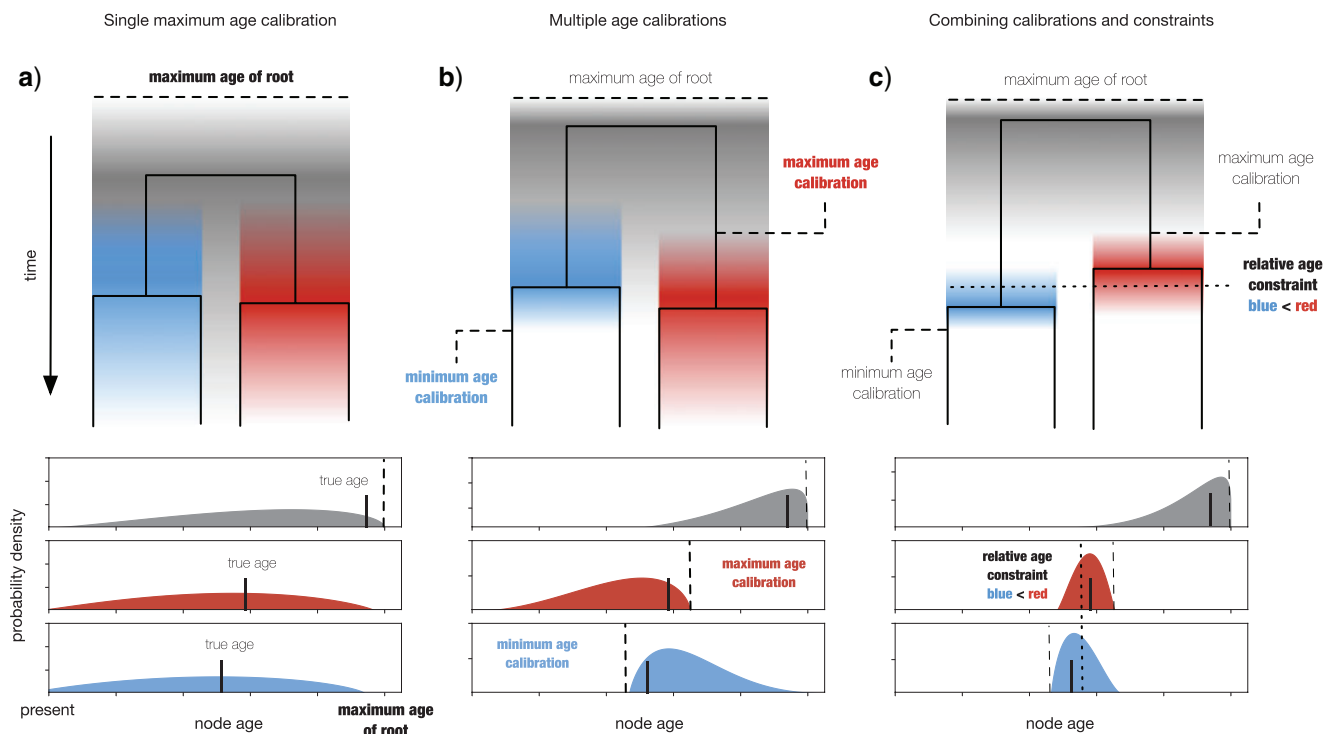 Single maximum age calibration
Multiple age calibrations
Combining calibrations and constraints
a)
maximum age of root
time
b)
maximum age of root
maximum age
calibration
minimum age
calibration
c)
maximum age of root
maximum age
calibration
relative age
constraint
blue < red
minimum age
calibration
probability density
true age
true age
true age
present
node age
maximum age
of root
maximum age
calibration
minimum age
calibration
node age
relative age
constraint
blue < red
node age